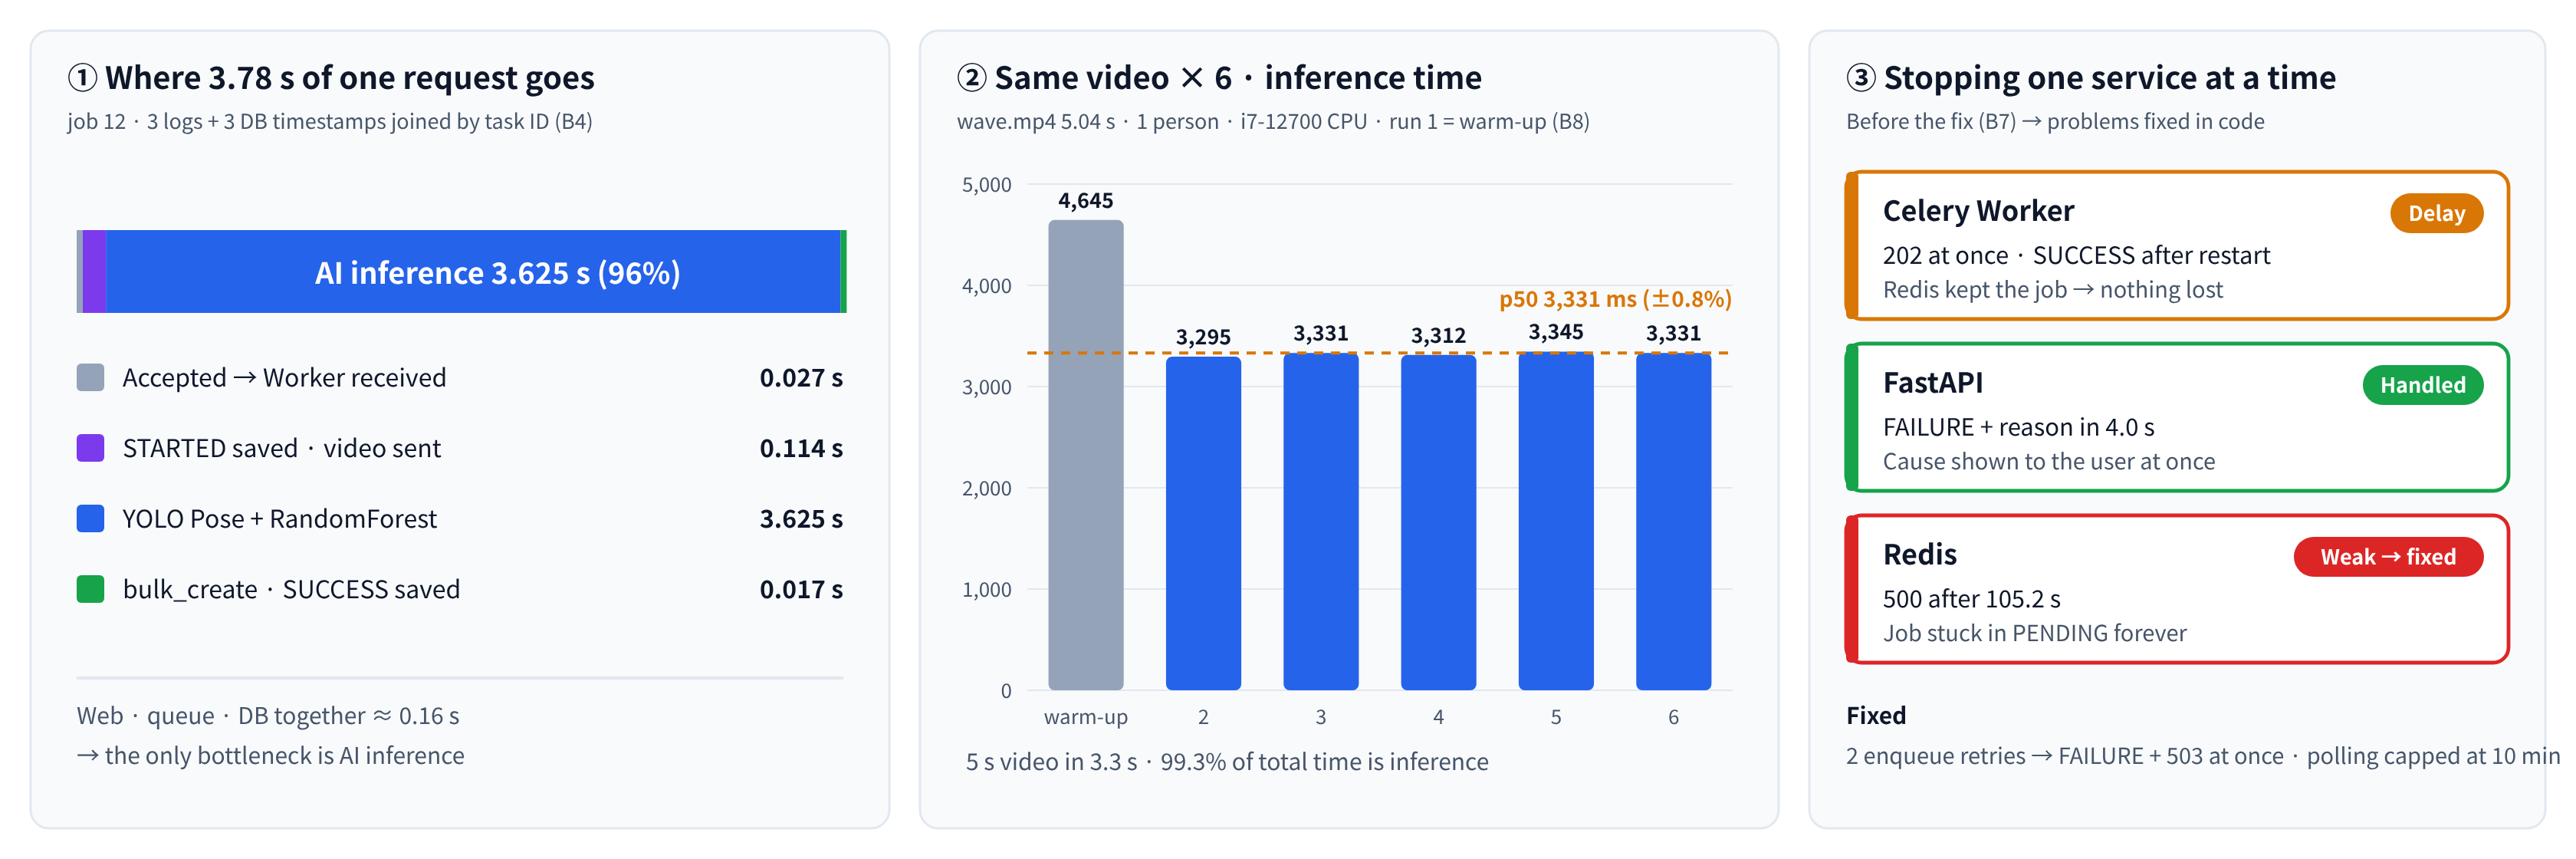 ① Where 3.78 s of one request goes
job 12 · 3 logs + 3 DB timestamps joined by task ID (B4)
AI inference 3.625 s (96%)
Accepted → Worker received 0.027 s
STARTED saved · video sent 0.114 s
YOLO Pose + RandomForest 3.625 s
bulk_create · SUCCESS saved 0.017 s
Web · queue · DB together ≈ 0.16 s
→ the only bottleneck is AI inference
② Same video × 6 · inference time
wave.mp4 5.04 s · 1 person · i7-12700 CPU · run 1 = warm-up (B8)
5,000
4,000
3,000
2,000
1,000
0
p50 3,331 ms (±0.8%)
4,645 3,295 3,331 3,312 3,345 3,331
warm-up 2 3 4 5 6
5 s video in 3.3 s · 99.3% of total time is inference
③ Stopping one service at a time
Before the fix (B7) → problems fixed in code
Celery Worker Delay
202 at once · SUCCESS after restart
Redis kept the job → nothing lost
FastAPI Handled
FAILURE + reason in 4.0 s
Cause shown to the user at once
Redis Weak → fixed
500 after 105.2 s
Job stuck in PENDING forever
Fixed
2 enqueue retries → FAILURE + 503 at once · polling capped at 10 min